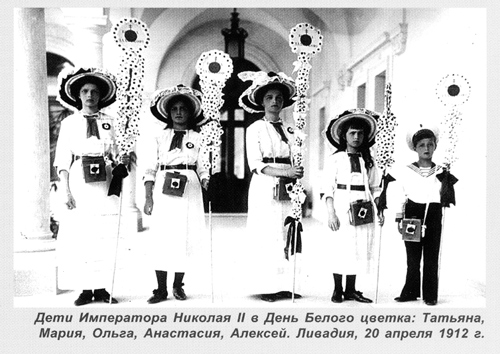 Дети Императора Николая II в День Белого цветка: Татьяна,
Мария, Ольга, Анастасия, Алексей. Ливадия, 20 апреля 1912 г.